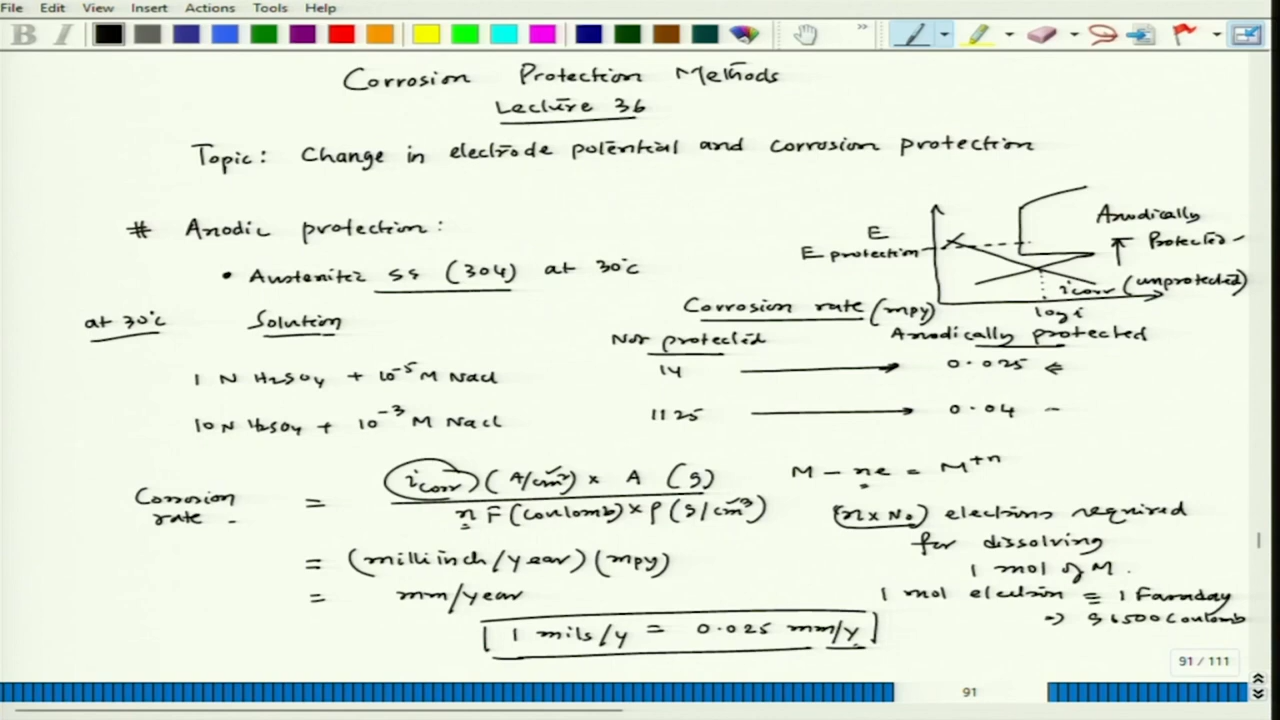 File Edit View Insert Actions Tools Help
B I
Corrosion Protection Methods
Lecture 36
Topic: Change in electrode potential and corrosion protection
# Anodic protection:
• Austenitic SS (304) at 30°C
E
E protection
Anodically
Protected
icorr (unprotected)
log i
at 30°C Solution
Corrosion rate (mpy)
Not protected Anodically protected
1 N H2SO4 + 10^-5 M NaCl 14 → 0.025 ←
10N H2SO4 + 10^-3 M NaCl 1125 → 0.04 –
Corrosion rate = icorr (A/cm²) × A (g)
n F (coulomb) × ρ (g/cm³)
= (milli inch/year) (mpy)
= mm/year
1 mils/y = 0.025 mm/y
M - ne = M^+n
(n × N0) electrons required
for dissolving
1 mol of M.
1 mol electron = 1 Faraday
⇒ 96500 Coulomb
91 / 111
91